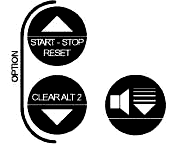 START - STOP
RESET
OPTION
CLEAR ALT 2